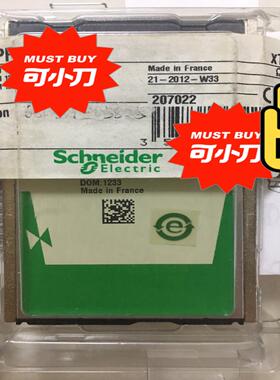 MUST BUY
可小刀
Made in France
21-2012-W33
207022
MUST BUY
可小刀
Schneider
Electric
DOM:1233
Made in France